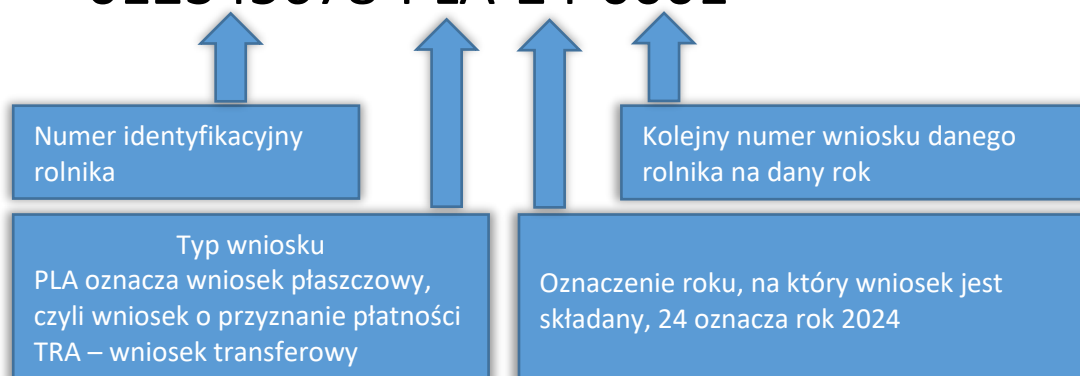 Numer identyfikacyjny
rolnika
Kolejny numer wniosku danego
rolnika na dany rok
Typ wniosku
PLA oznacza wniosek płaszczowy,
czyli wniosek o przyznanie płatności
TRA – wniosek transferowy
Oznaczenie roku, na który wniosek jest
składany, 24 oznacza rok 2024